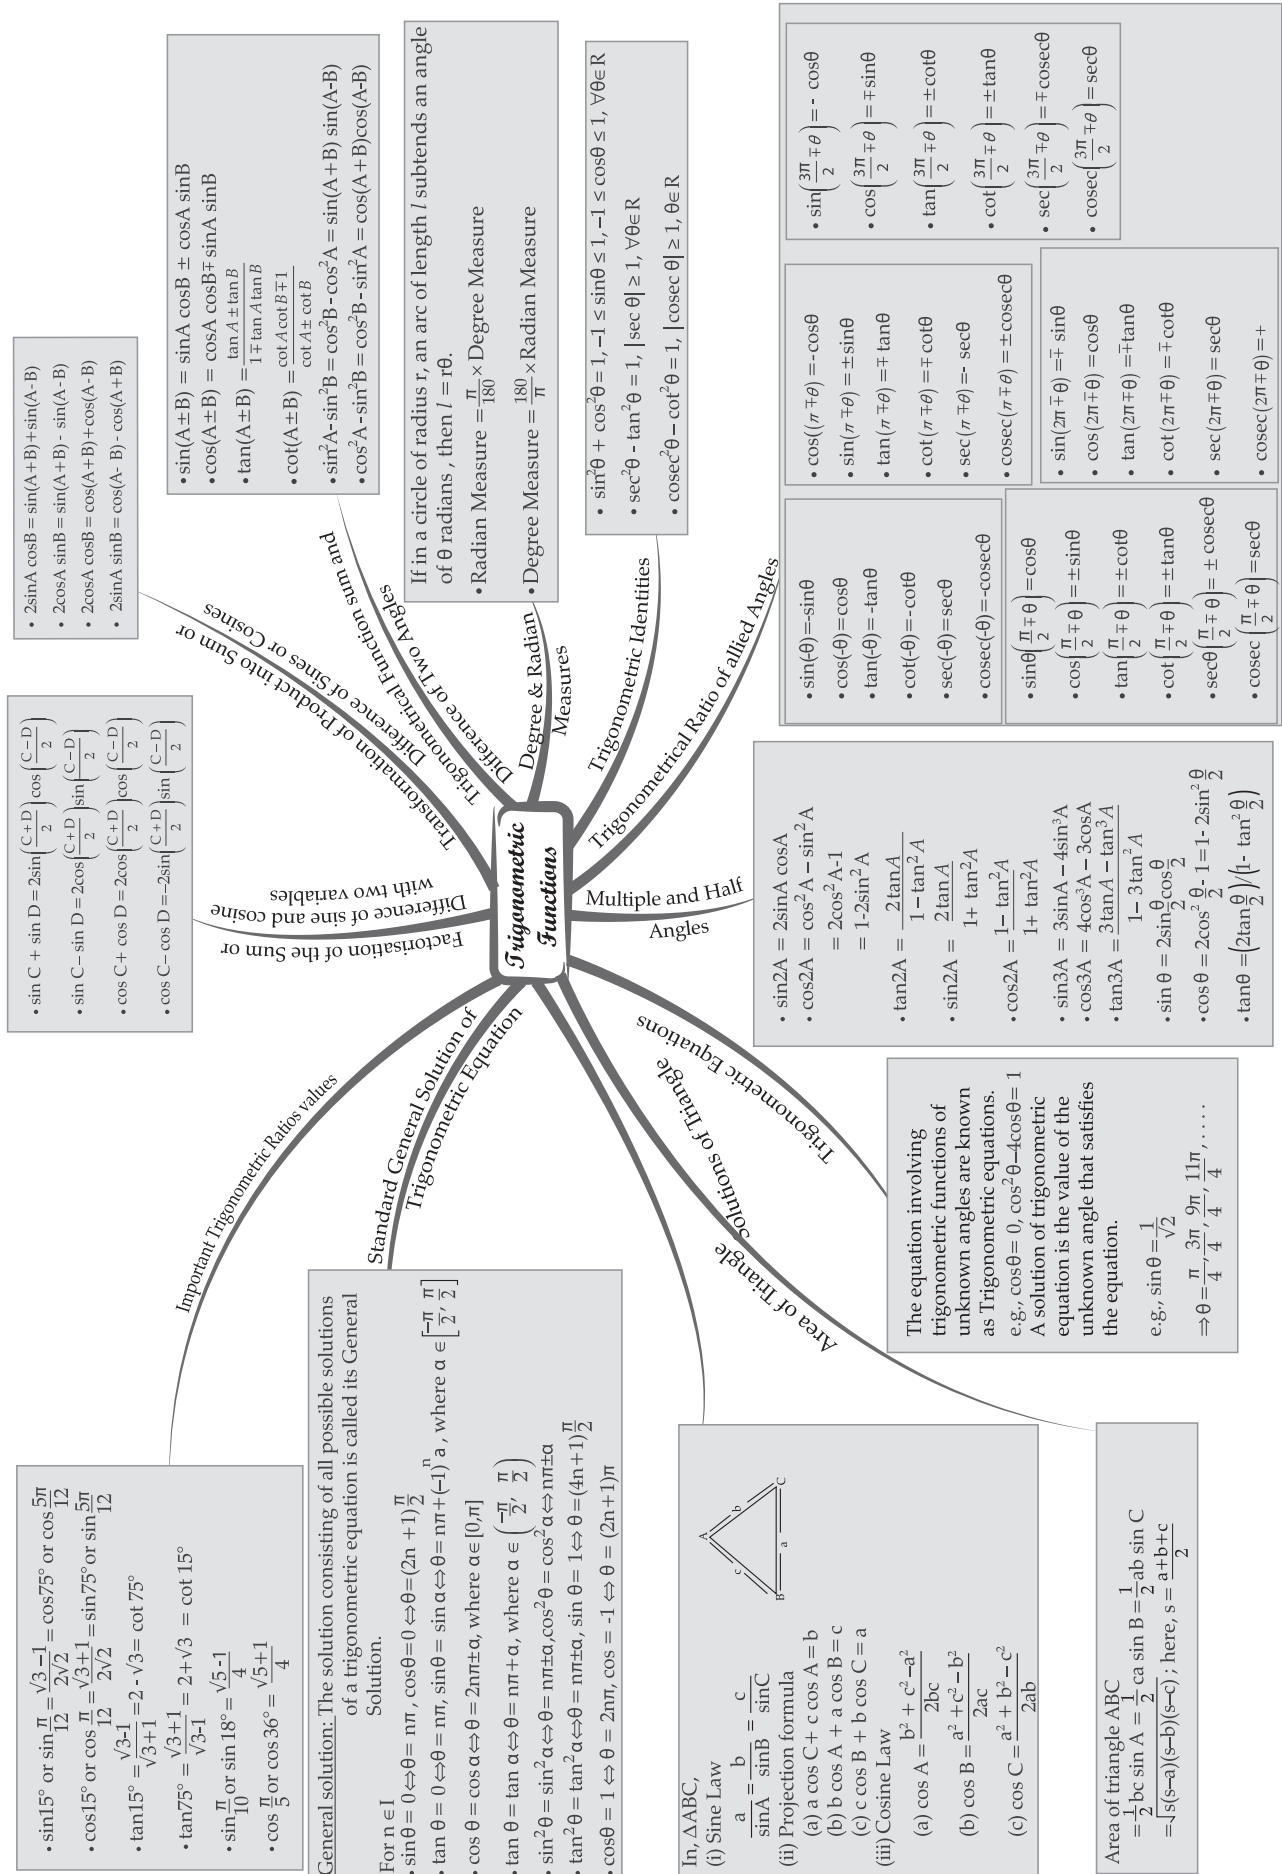 Trigonometric
Functions
Important Trigonometric Ratios values
• sin15° or sin π/12 = (√3 –1)/(2√2) = cos75° or cos 5π/12
• cos15° or cos π/12 = (√3+1)/(2√2) = sin75° or sin 5π/12
• tan15° = (√3-1)/(√3+1) = 2 - √3 = cot 75°
• tan75° = (√3+1)/(√3-1) = 2+√3 = cot 15°
• sin π/10 or sin 18° = (√5 -1)/4
• cos π/5 or cos 36° = (√5+1)/4
Standard General Solution of
Trigonometric Equation
General solution: The solution consisting of all possible solutions
of a trigonometric equation is called its General
Solution.
For n ∈ I
• sinθ = 0 ⇔ θ = nπ , cosθ=0 ⇔ θ=(2n +1) π/2
• tan θ = 0⇔θ = nπ, sinθ = sin α⇔θ = nπ+(–1)ⁿ a , where α ∈ [–π/2, π/2]
• cos θ = cos α⇔θ = 2nπ±α, where α∈[0,π]
• tan θ = tan α⇔θ = nπ+α, where α ∈ (–π/2, π/2)
• sin²θ = sin²α⇔θ = nπ±α,cos²θ = cos²α⇔nπ±α
• tan²θ = tan²α⇔θ = nπ±α, sin θ = 1⇔ θ =(4n+1) π/2
• cosθ = 1 ⇔ θ = 2nπ, cos = -1 ⇔ θ = (2n+1)π
Solutions of Triangle
In, ΔABC,
(i) Sine Law
a/sinA = b/sinB = c/sinC
(ii) Projection formula
(a) a cos C+ c cos A = b
(b) b cos A + a cos B = c
(c) c cos B + b cos C = a
(iii) Cosine Law
(a) cos A = (b² + c² –a²)/2bc
(b) cos B = (a² +c² – b²)/2ac
(c) cos C = (a² + b² – c²)/2ab
A
c
b
B
a
C
Area of Triangle
Area of triangle ABC
= 1/2 bc sin A = 1/2 ca sin B = 1/2 ab sin C
= √s(s–a)(s–b)(s–c) ; here, s = (a+b+c)/2
Trigonometric Equations
The equation involving
trigonometric functions of
unknown angles are known
as Trigonometric equations.
e.g., cosθ = 0, cos²θ–4cosθ = 1
A solution of trigonometric
equation is the value of the
unknown angle that satisfies
the equation.
e.g., sin θ = 1/√2
⇒ θ = π/4, 3π/4, 9π/4, 11π/4, . . . .
Factorisation of the Sum or
Difference of sine and cosine
with two variables
• sin C + sin D = 2sin((C+D)/2) cos((C–D)/2)
• sin C – sin D = 2cos((C+D)/2) sin((C–D)/2)
• cos C + cos D = 2cos((C+D)/2) cos((C–D)/2)
• cos C – cos D = –2sin((C+D)/2) sin((C–D)/2)
Transformation of Product into Sum or
Difference of Sines or Cosines
• 2sinA cosB = sin(A+B)+sin(A- B)
• 2cosA sinB = sin(A+B) - sin(A-B)
• 2cosA cosB = cos(A+B)+cos(A-B)
• 2sinA sinB = cos(A- B) - cos(A+B)
Trigonometrical Function sum and
Difference of Two Angles
• sin(A±B) = sinA cosB ± cosA sinB
• cos(A±B) = cosA cosB∓ sinA sinB
• tan(A±B) = (tan A ± tan B)/(1∓ tan A tan B)
• cot(A±B) = (cot A cot B ∓ 1)/(cot A ± cot B)
• sin²A-sin²B = cos²B - cos²A = sin(A+B) sin(A-B)
• cos²A -sin²B = cos²B - sin²A = cos(A+B)cos(A-B)
Degree & Radian
Measures
If in a circle of radius r, an arc of length l subtends an angle
of θ radians , then l = rθ.
• Radian Measure = π/180 × Degree Measure
• Degree Measure = 180/π × Radian Measure
Trigonometric Identities
• sin²θ + cos²θ = 1, –1 ≤ sinθ ≤ 1, –1 ≤ cosθ ≤ 1, ∀θ∈R
• sec²θ - tan²θ = 1, |sec θ| ≥ 1, ∀θ∈R
• cosec²θ – cot²θ = 1, |cosec θ| ≥ 1, θ∈R
Trigonometrical Ratio of allied Angles
• sin(-θ)=-sinθ
• cos(-θ)=cosθ
• tan(-θ)=-tanθ
• cot(-θ)=-cotθ
• sec(-θ)=secθ
• cosec(-θ)=-cosecθ
• cos((π ∓θ) =-cosθ
• sin(π ∓θ) =±sinθ
• tan(π ∓θ) =∓ tanθ
• cot (π ∓θ) =∓ cotθ
• sec (π ∓θ) =- secθ
• cosec(π ∓θ) = ±cosecθ
• sin(3π/2 ∓ θ) = - cosθ
• cos(3π/2 ∓ θ) = ∓sinθ
• tan(3π/2 ∓ θ) = ±cotθ
• cot(3π/2 ∓ θ) = ±tanθ
• sec(3π/2 ∓ θ) = ∓cosecθ
• cosec(3π/2 ∓ θ) = secθ
• sinθ(π/2 ∓ θ) = cosθ
• cos(π/2 ∓ θ) = ±sinθ
• tan(π/2 ∓ θ) = ±cotθ
• cot(π/2 ∓ θ) = ±tanθ
• secθ(π/2 ∓ θ) = ± cosecθ
• cosec(π/2 ∓ θ) = secθ
• sin(2π∓θ) =∓ sinθ
• cos(2π∓θ) =cosθ
• tan(2π∓θ) =∓tanθ
• cot (2π∓θ) = ∓ cotθ
• sec(2π∓θ) = secθ
• cosec(2π∓θ) =+
Multiple and Half
Angles
• sin2A = 2sinA cosA
• cos2A = cos² A – sin² A
= 2cos² A-1
= 1-2sin² A
• tan2A = 2 tan A/(1 – tan² A)
• sin2A = 2 tan A/(1+ tan² A)
• cos2A = (1– tan² A)/(1+ tan² A)
• sin3A = 3sinA – 4sin³A
• cos3A = 4cos³A – 3cosA
• tan3A = (3 tan A – tan³ A)/(1– 3 tan² A)
• sin θ = 2sin θ/2 cos θ/2
• cos θ = 2cos² θ/2 - 1 = 1- 2sin² θ/2
• tanθ =(2tan θ/2)/(1- tan² θ/2)